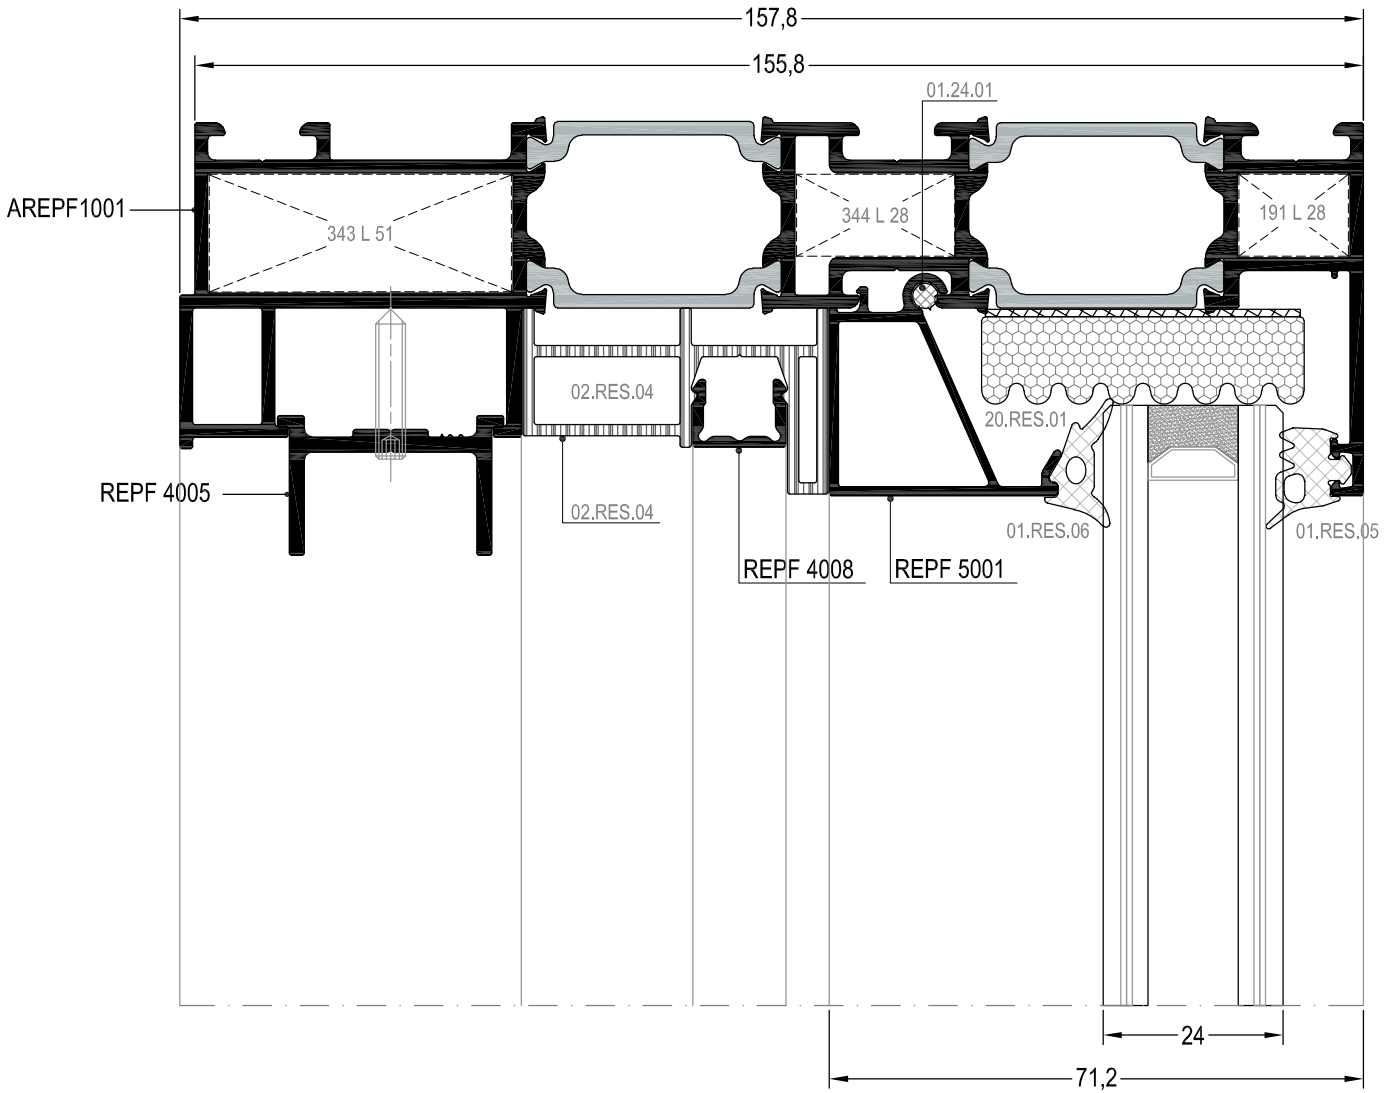 157,8
155,8
01.24.01
AREPF1001
343 L 51
344 L 28
191 L 28
02.RES.04
20.RES.01
REPF 4005
02.RES.04
01.RES.06
01.RES.05
REPF 4008
REPF 5001
24
71,2